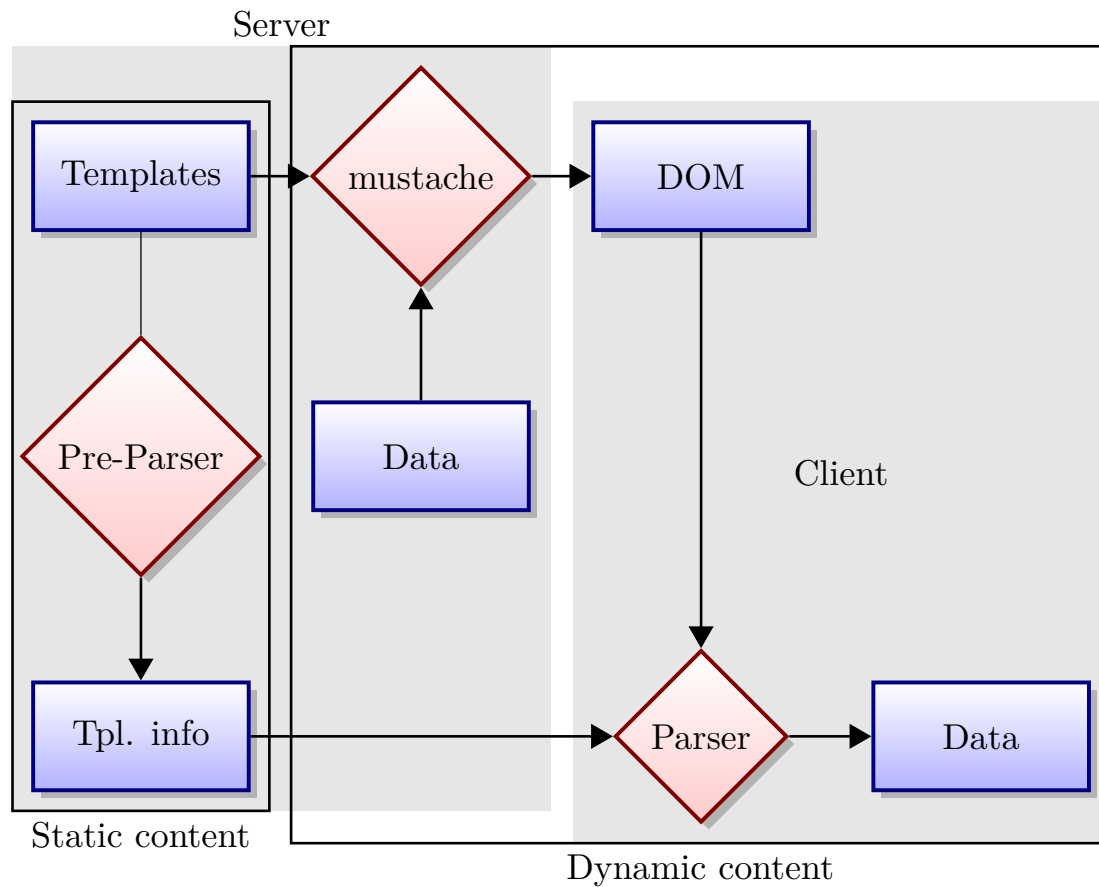 Server
Templates
mustache
DOM
Pre-Parser
Data
Client
Tpl. info
Parser
Data
Static content
Dynamic content